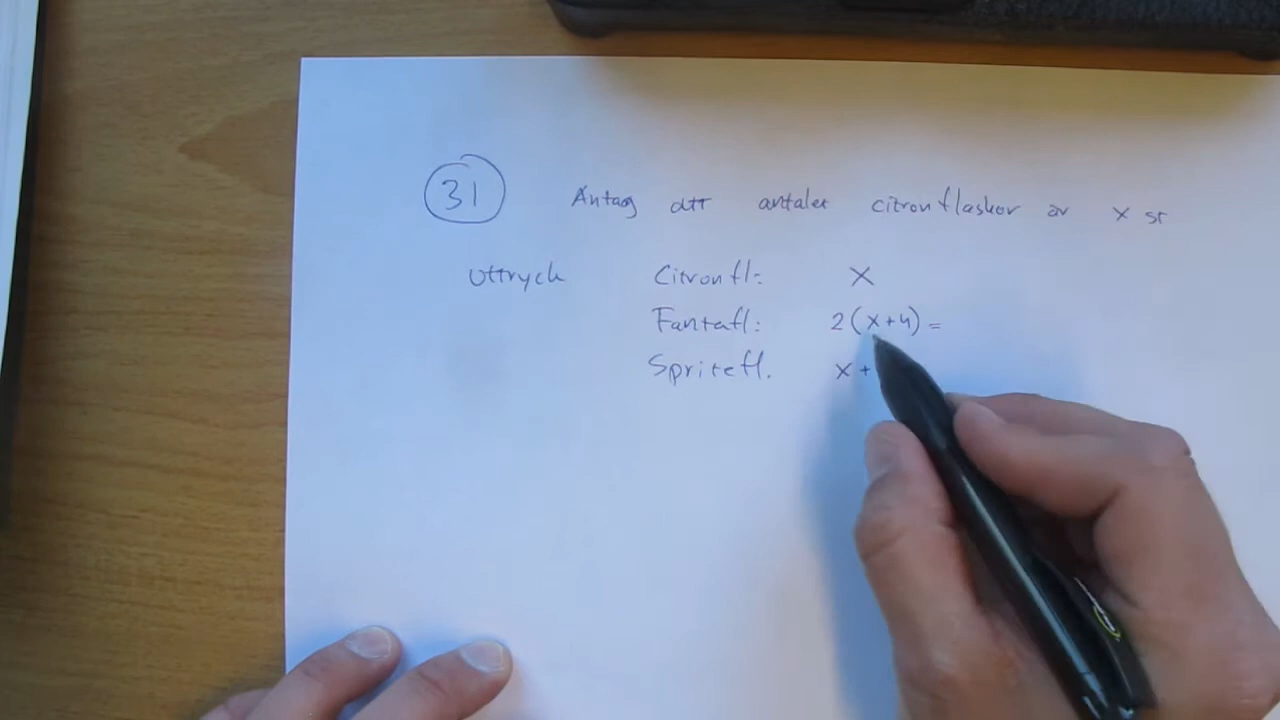 31 Antag att antalet citronflaskor är x st
Uttryck Citronfl: x
Fantafl: 2(x+4) =
Spritefl. x +